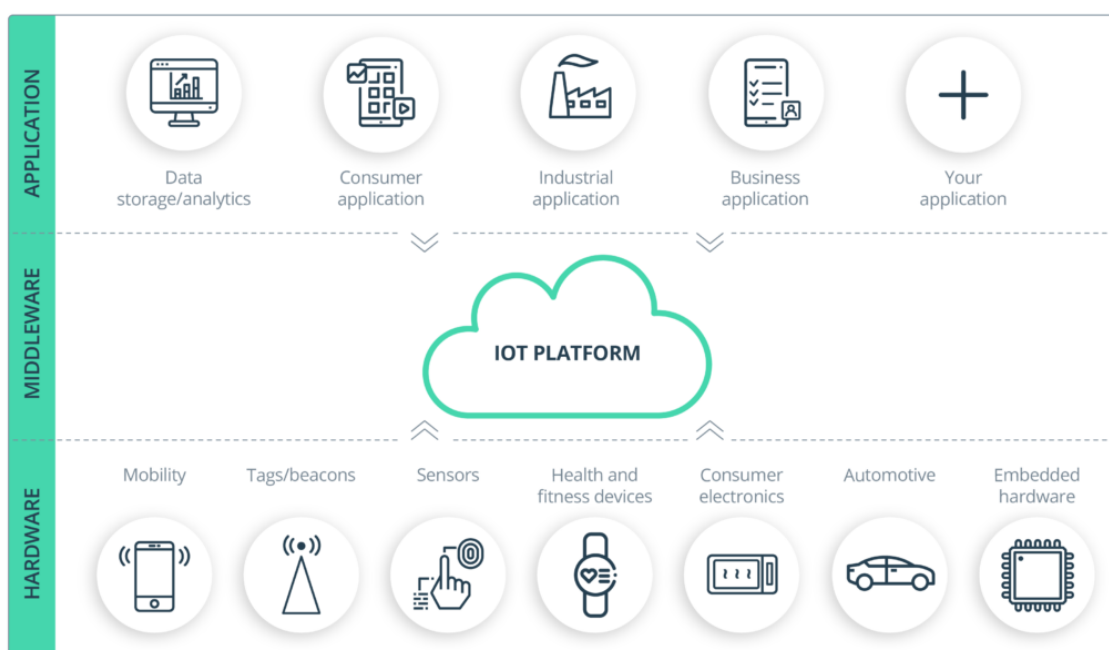 APPLICATION
Data
storage/analytics
Consumer
application
Industrial
application
Business
application
Your
application
MIDDLEWARE
IOT PLATFORM
HARDWARE
Mobility
Tags/beacons
Sensors
Health and
fitness devices
Consumer
electronics
Automotive
Embedded
hardware